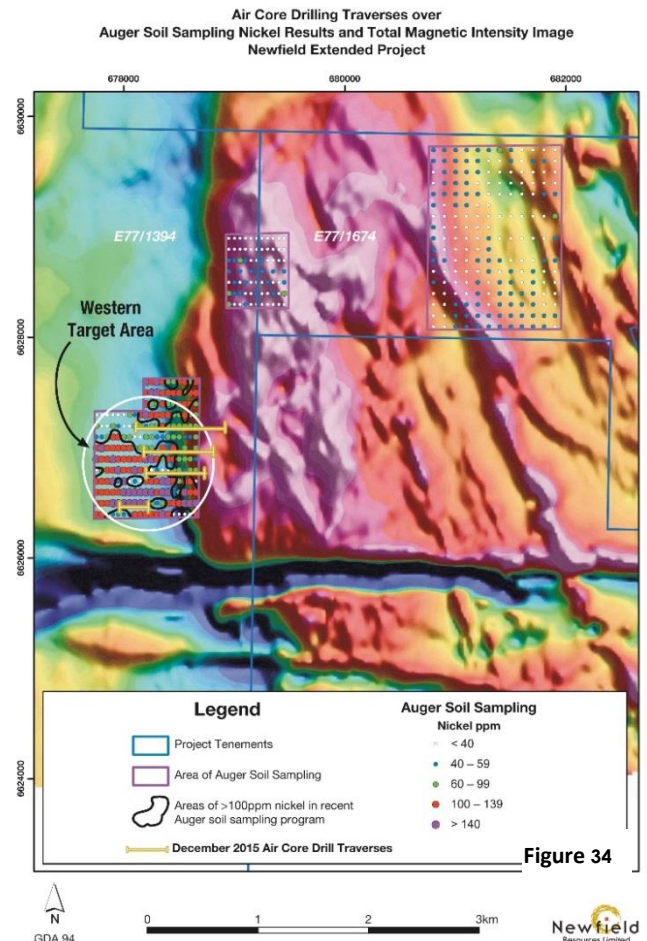 Air Core Drilling Traverses over
Auger Soil Sampling Nickel Results and Total Magnetic Intensity Image
Newfield Extended Project
678000
680000
682000
6630000
E77/1394
E77/1674
Western
Target Area
6628000
6626000
6624000
Legend
Project Tenements
Area of Auger Soil Sampling
Areas of >100ppm nickel in recent
Auger soil sampling program
December 2015 Air Core Drill Traverses
Auger Soil Sampling
Nickel ppm
< 40
40 – 59
60 – 99
100 – 139
> 140
Figure 34
N
GDA 94
0
1
2
3km
Newfield
Resources Limited